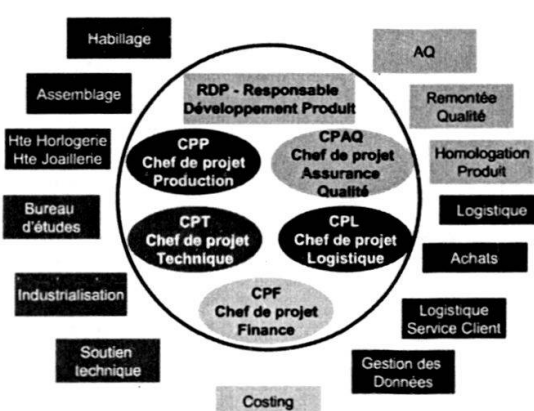 Habillage
AQ
Assemblage
RDP - Responsable
Développement Produit
Remontée
Qualité
Hte Horlogerie
Hte Joaillerie
CPP
Chef de projet
Production
CPAQ
Chef de projet
Assurance
Qualité
Homologation
Produit
Bureau
d'études
CPT
Chef de projet
Technique
CPL
Chef de projet
Logistique
Logistique
Achats
Industrialisation
CPF
Chef de projet
Finance
Logistique
Service Client
Soutien
technique
Gestion des
Données
Costing